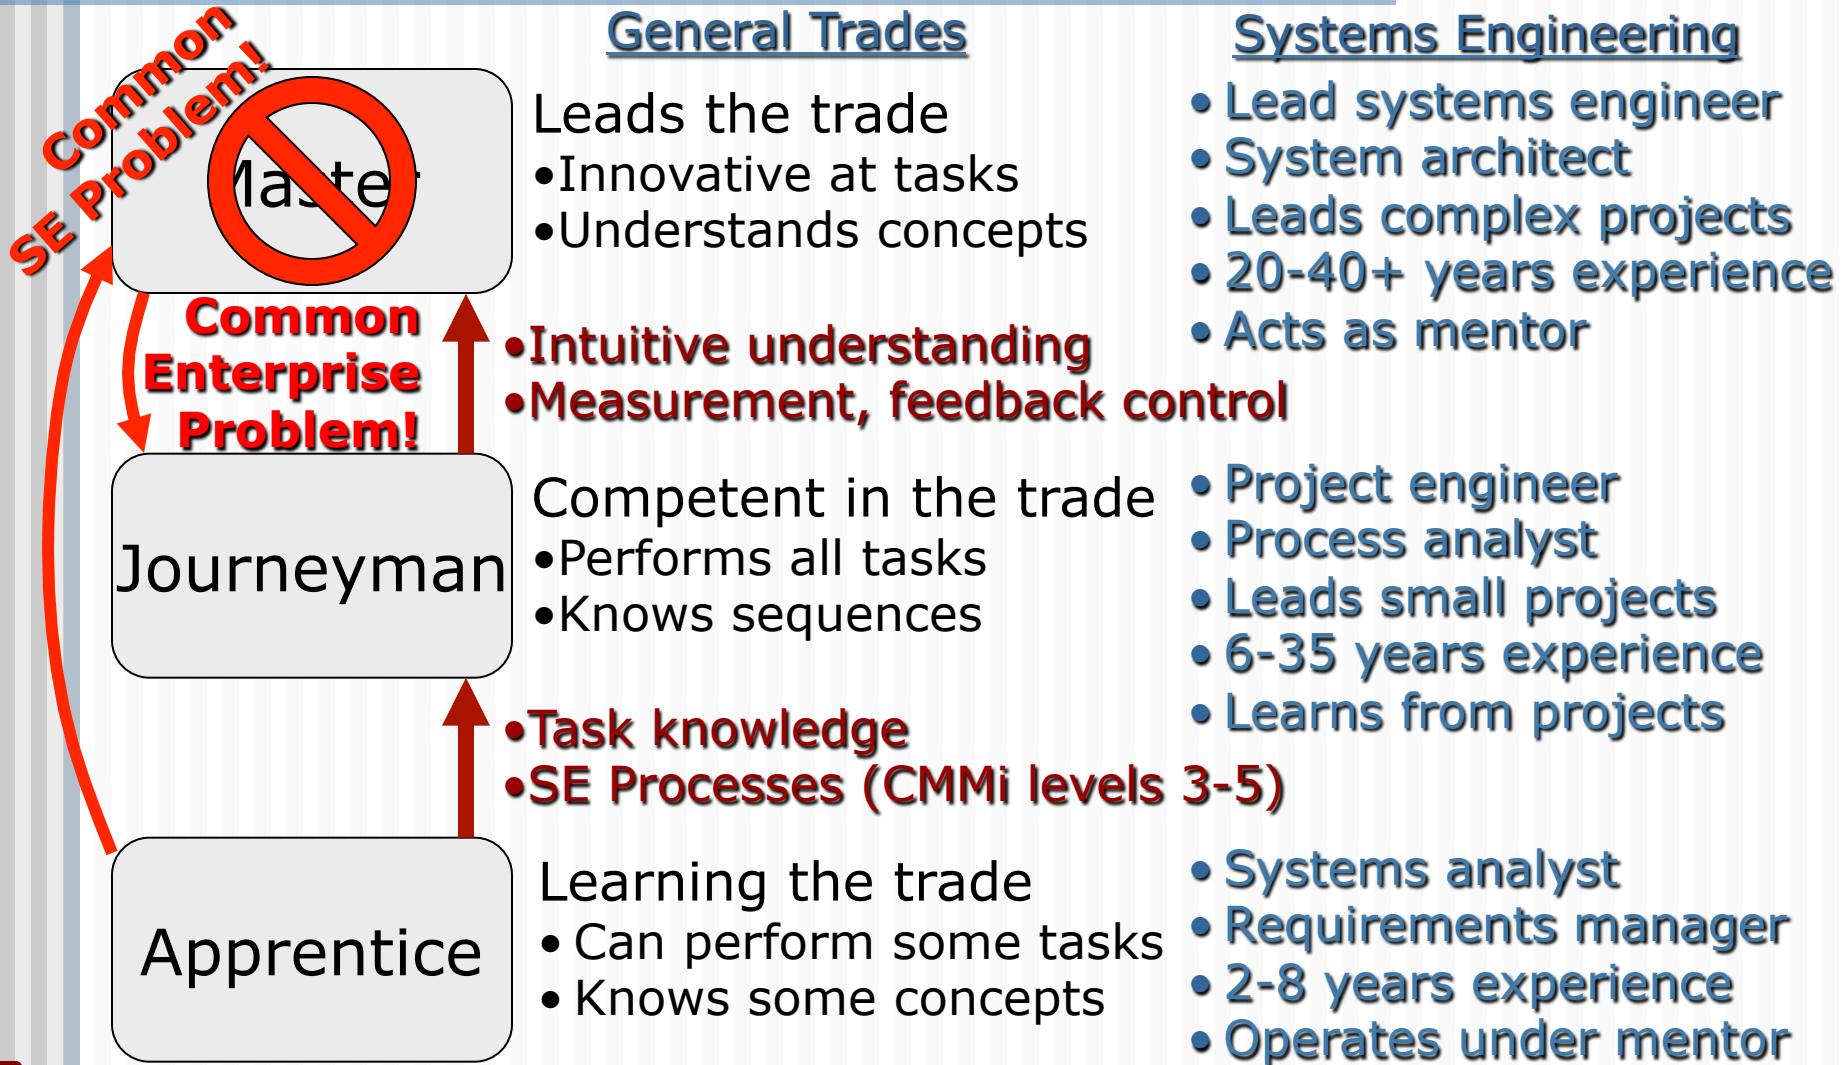 General Trades
Systems Engineering
Common
SE Problem!
Master
Leads the trade
•Innovative at tasks
•Understands concepts
• Lead systems engineer
• System architect
• Leads complex projects
• 20-40+ years experience
• Acts as mentor
Common
Enterprise
Problem!
•Intuitive understanding
•Measurement, feedback control
Journeyman
Competent in the trade
•Performs all tasks
•Knows sequences
• Project engineer
• Process analyst
• Leads small projects
• 6-35 years experience
• Learns from projects
•Task knowledge
•SE Processes (CMMi levels 3-5)
Apprentice
Learning the trade
• Can perform some tasks
• Knows some concepts
• Systems analyst
• Requirements manager
• 2-8 years experience
• Operates under mentor